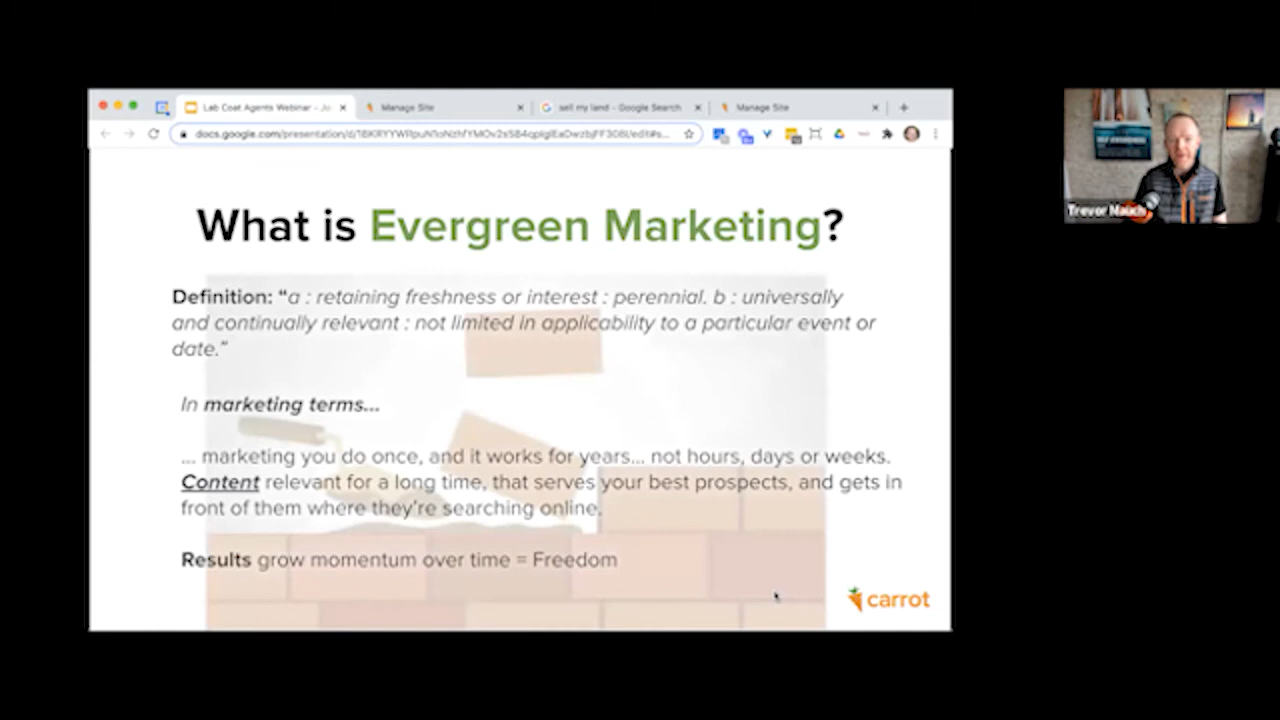 Lab Coat Agents Webinar - Jo
Manage Site
sell my land - Google Search
Manage Site
What is Evergreen Marketing?
Definition: “a : retaining freshness or interest : perennial. b : universally
and continually relevant : not limited in applicability to a particular event or
date.”
In marketing terms...
... marketing you do once, and it works for years... not hours, days or weeks.
Content relevant for a long time, that serves your best prospects, and gets in
front of them where they're searching online.
Results grow momentum over time = Freedom
carrot
Trevor Mauch